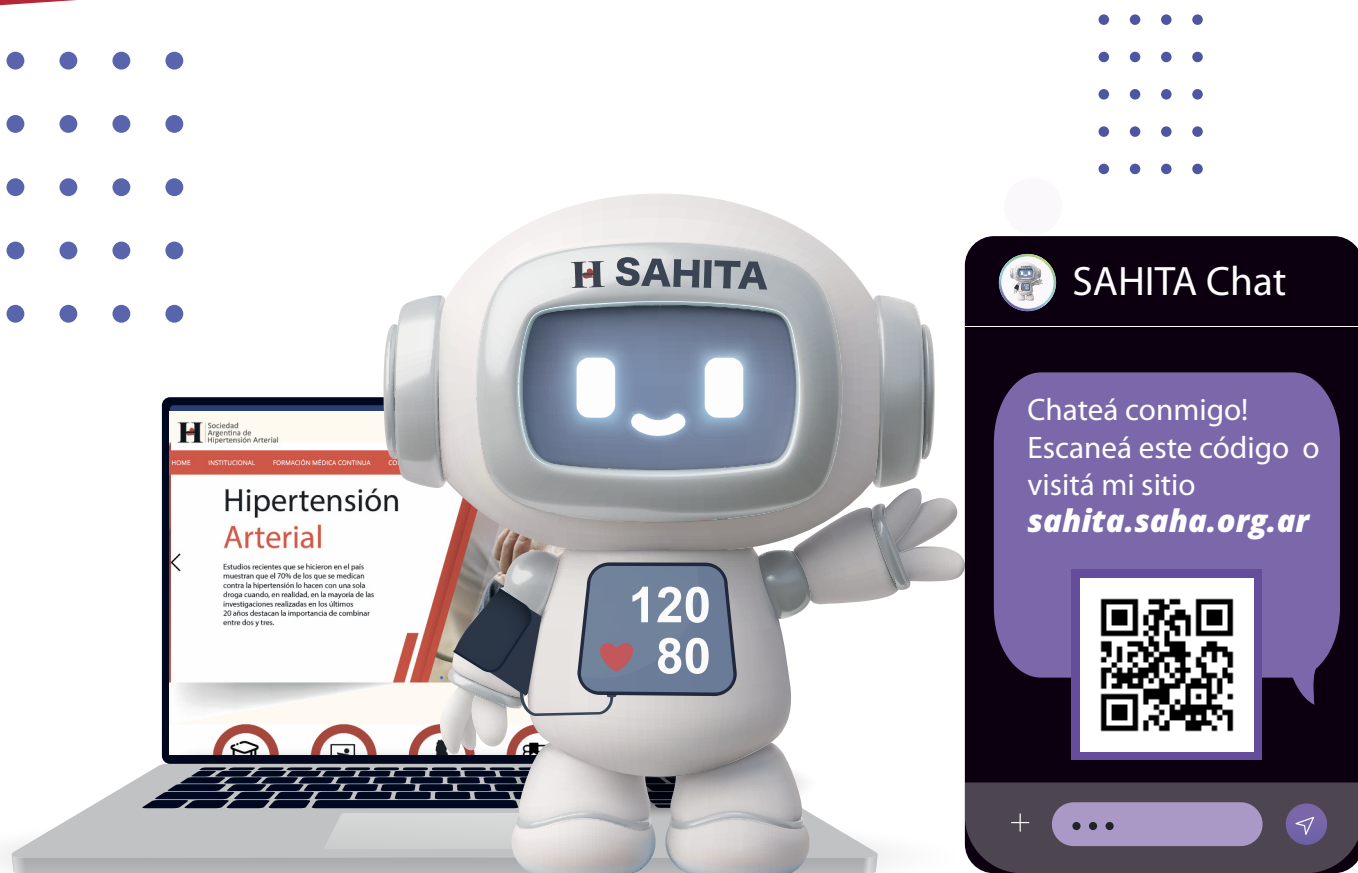 SAHITA
SAHITA Chat
Chateá conmigo!
Escaneá este código o
visitá mi sitio
sahita.saha.org.ar
Sociedad
Argentina de
Hipertensión Arterial
HOME INSTITUCIONAL FORMACIÓN MÉDICA CONTINUA
Hipertensión
Arterial
Estudios recientes que se hicieron en el país
muestran que el 70% de los que se medican
contra la hipertensión lo hacen con una sola
droga cuando, en realidad, en la mayoría de las
investigaciones realizadas en los últimos
20 años destacan la importancia de combinar
entre dos y tres.
120
80